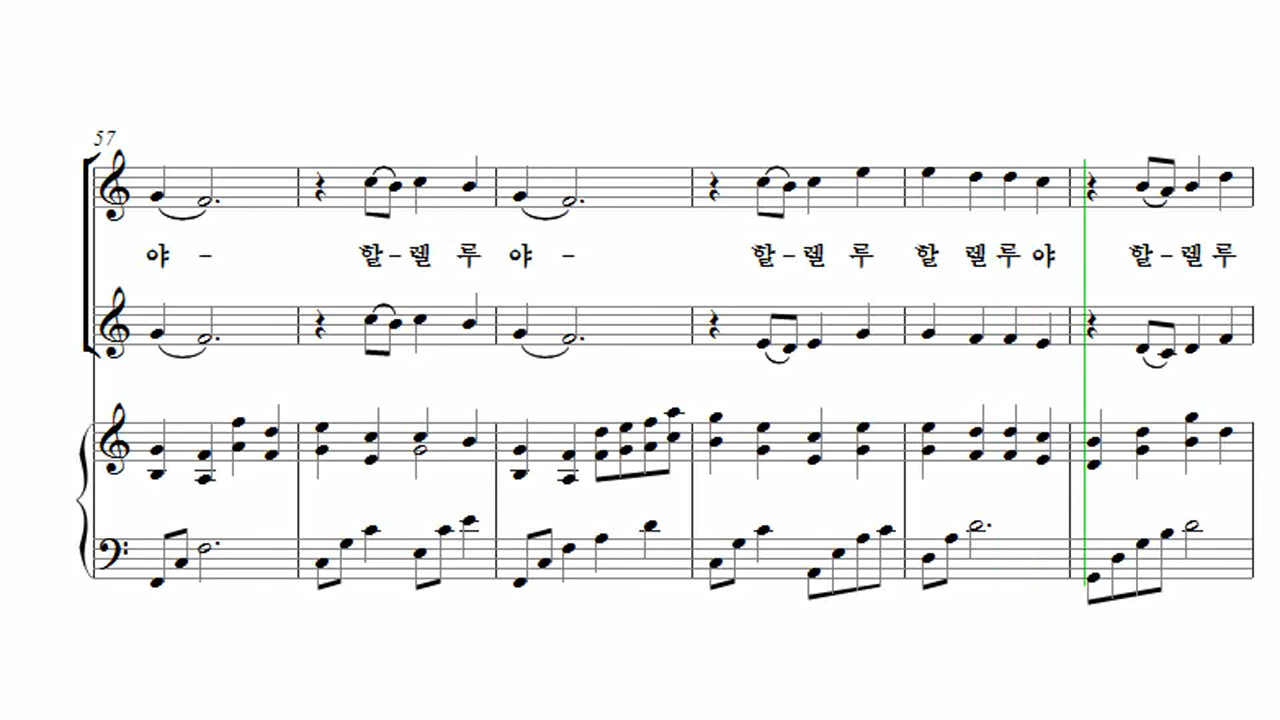 57
야 - 할 - 렐 루 야 - 할 - 렐 루 할 렐 루 야 할 - 렐 루